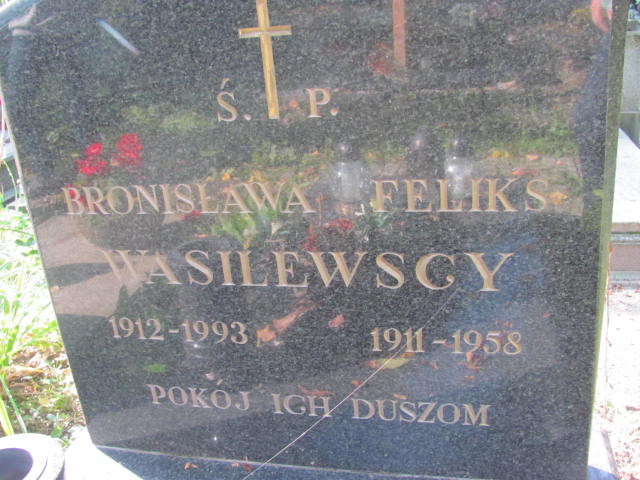 Ś. P.
BRONISŁAWA FELIKS
WASILEWSCY
1912-1993 1911-1958
POKÓJ ICH DUSZOM